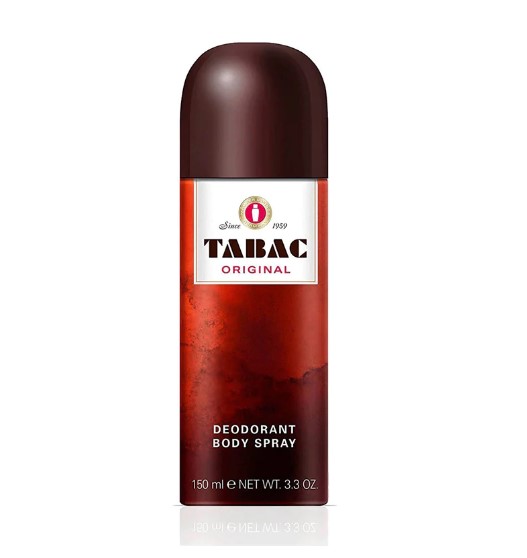 Since 1959
TABAC
ORIGINAL
DEODORANT
BODY SPRAY
150 ml ℮ NET WT. 3.3 OZ.